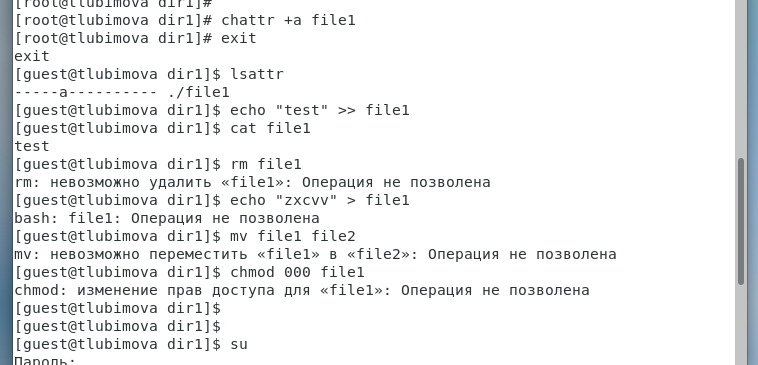 [root@tlubimova dir1]#
[root@tlubimova dir1]# chattr +a file1
[root@tlubimova dir1]# exit
exit
[guest@tlubimova dir1]$ lsattr
-----a---------- ./file1
[guest@tlubimova dir1]$ echo "test" >> file1
[guest@tlubimova dir1]$ cat file1
test
[guest@tlubimova dir1]$ rm file1
rm: невозможно удалить «file1»: Операция не позволена
[guest@tlubimova dir1]$ echo "zxcvv" > file1
bash: file1: Операция не позволена
[guest@tlubimova dir1]$ mv file1 file2
mv: невозможно переместить «file1» в «file2»: Операция не позволена
[guest@tlubimova dir1]$ chmod 000 file1
chmod: изменение прав доступа для «file1»: Операция не позволена
[guest@tlubimova dir1]$
[guest@tlubimova dir1]$
[guest@tlubimova dir1]$ su
Пароль: